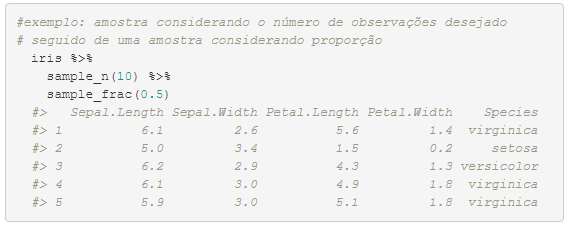 #exemplo: amostra considerando o número de observações desejado
# seguido de uma amostra considerando proporção
iris %>%
sample_n(10) %>%
sample_frac(0.5)
#> Sepal.Length Sepal.Width Petal.Length Petal.Width Species
#> 1 6.1 2.6 5.6 1.4 virginica
#> 2 5.0 3.4 1.5 0.2 setosa
#> 3 6.2 2.9 4.3 1.3 versicolor
#> 4 6.1 3.0 4.9 1.8 virginica
#> 5 5.9 3.0 5.1 1.8 virginica